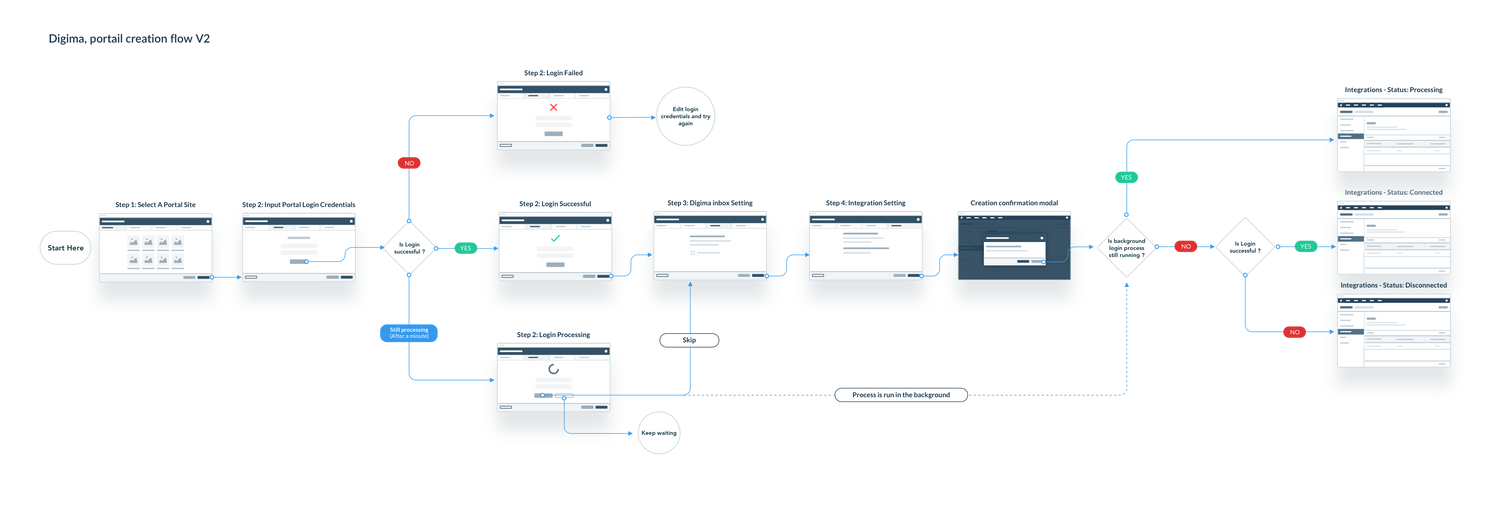 Digima, portail creation flow V2
Step 2: Login Failed
Edit login
credentials and try
again
NO
Integrations - Status: Processing
YES
Start Here
Step 1: Select A Portal Site
Step 2: Input Portal Login Credentials
Is Login
successful ?
YES
Step 2: Login Successful
Step 3: Digima inbox Setting
Step 4: Integration Setting
Creation confirmation modal
Is background
login process
still running ?
NO
Is Login
successful ?
YES
Integrations - Status: Connected
Integrations - Status: Disconnected
NO
Still processing
(After a minute)
Step 2: Login Processing
Skip
Process is run in the background
Keep waiting